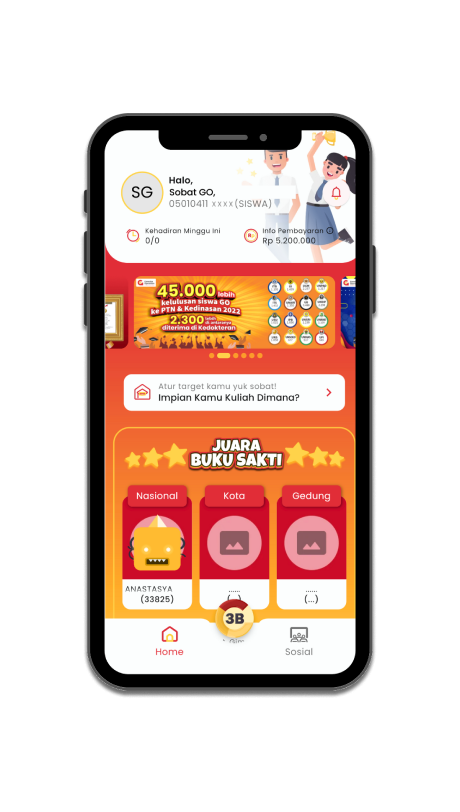 SG
Halo,
Sobat GO,
05010411 xxxx(SISWA)
Kehadiran Minggu Ini
0/0
Info Pembayaran
Rp 5.200.000
45.000 lebih
kelulusan siswa GO
ke PTN & Kedinasan 2022
2.300
diterima di Kedokteran
Atur target kamu yuk sobat!
Impian Kamu Kuliah Dimana?
JUARA
BUKU SAKTI
Nasional
Kota
Gedung
ANASTASYA
(33825)
......
(...)
......
(...)
3B
Home
Sosial